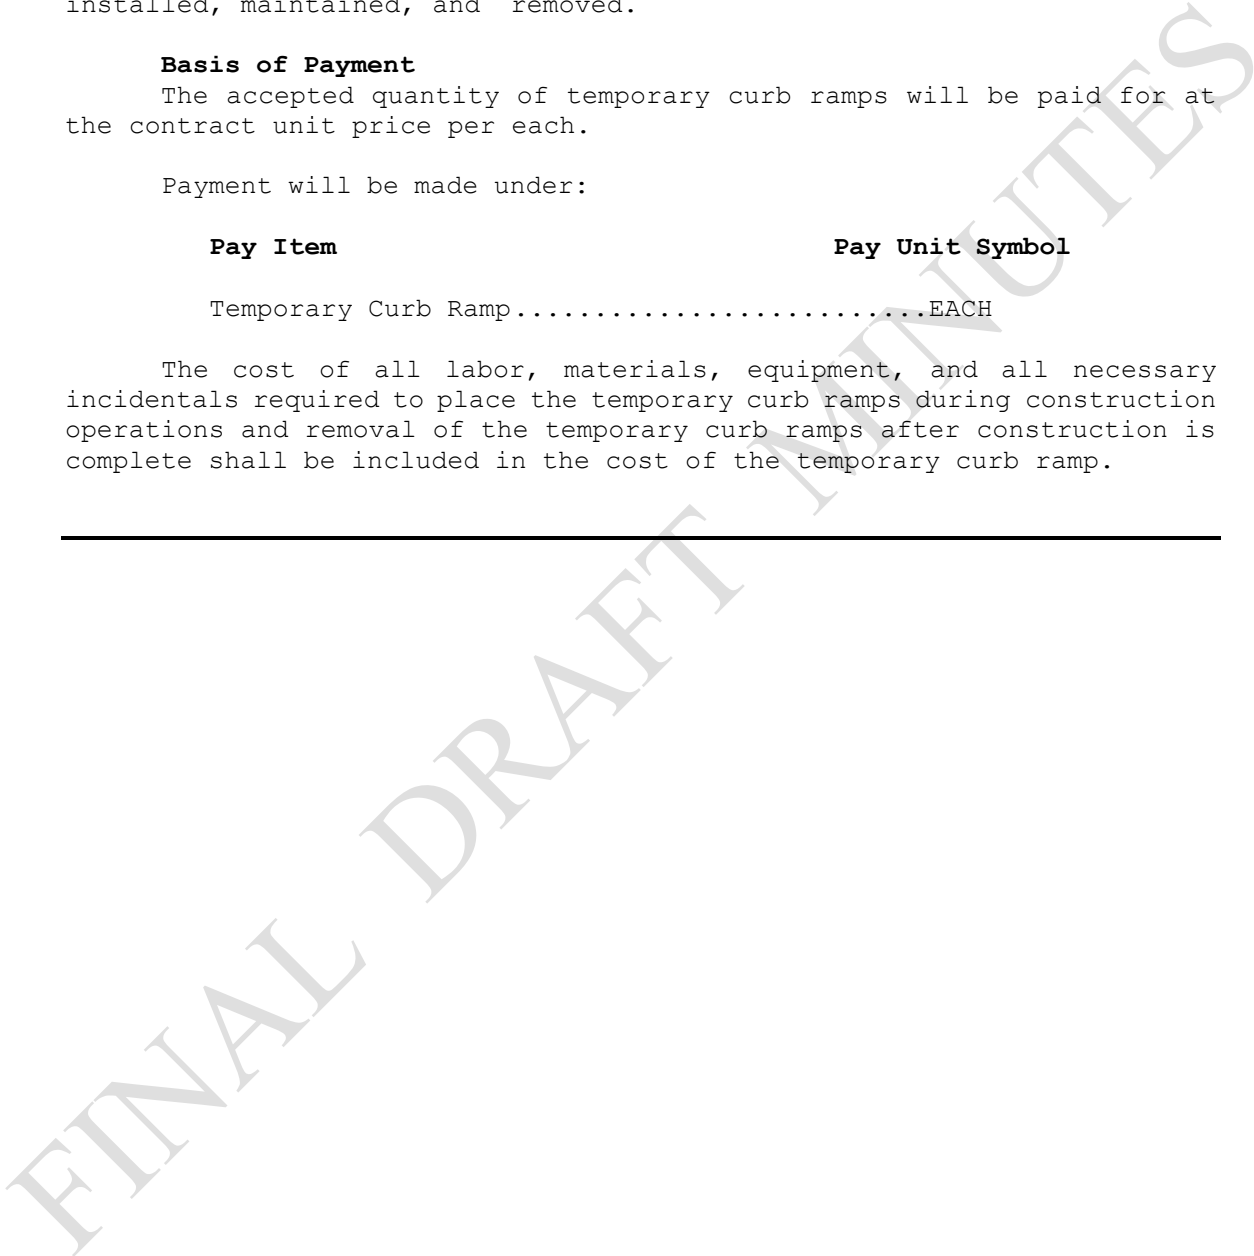 installed, maintained, and removed.
Basis of Payment
The accepted quantity of temporary curb ramps will be paid for at
the contract unit price per each.
Payment will be made under:
Pay Item Pay Unit Symbol
Temporary Curb Ramp..........................EACH
The cost of all labor, materials, equipment, and all necessary
incidentals required to place the temporary curb ramps during construction
operations and removal of the temporary curb ramps after construction is
complete shall be included in the cost of the temporary curb ramp.
FINAL DRAFT MINUTES